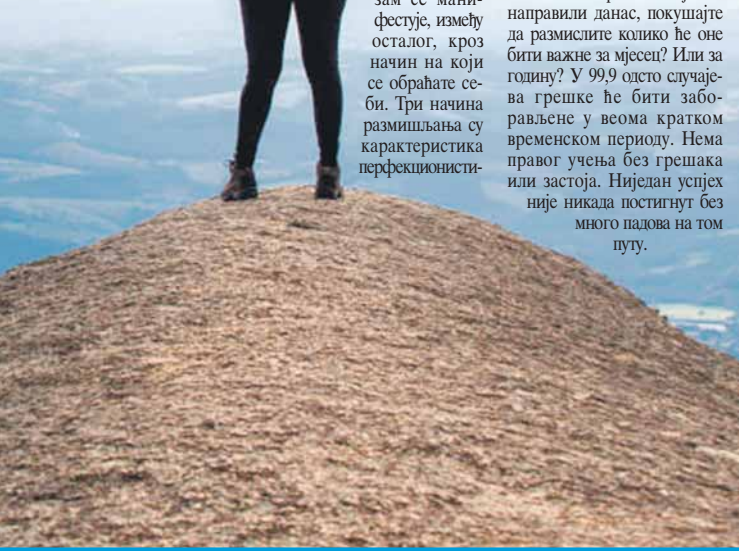 зам се мани-
фестује, између
осталог, кроз
начин на који
се обраћате се-
би. Три начина
размишљања су
карактеристика
перфекционисти-
направили данас, покушајте
да размислите колико ће оне
бити важне за мјесец? Или за
годину? У 99,9 одсто случаје-
ва грешке ће бити забо-
рављене у веома кратком
временском периоду. Нема
правог учења без грешака
или застоја. Ниједан успјех
није никада постигнут без
много падова на том
путу.